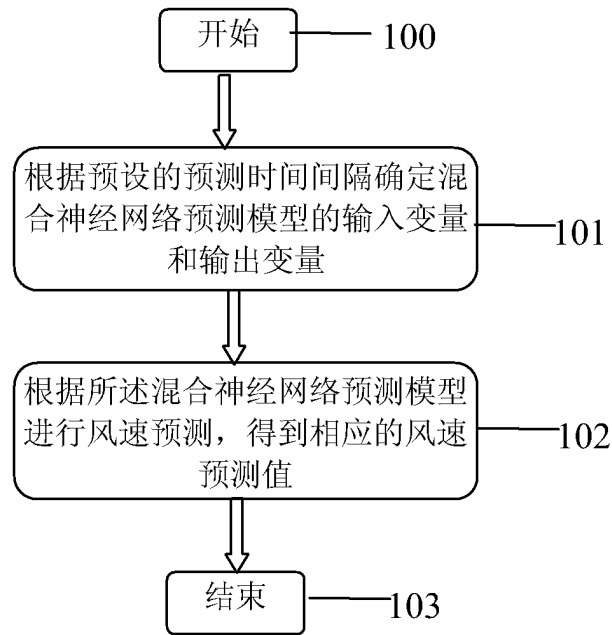 开始
100
根据预设的预测时间间隔确定混
合神经网络预测模型的输入变量
和输出变量
101
根据所述混合神经网络预测模型
进行风速预测，得到相应的风速
预测值
102
结束
103